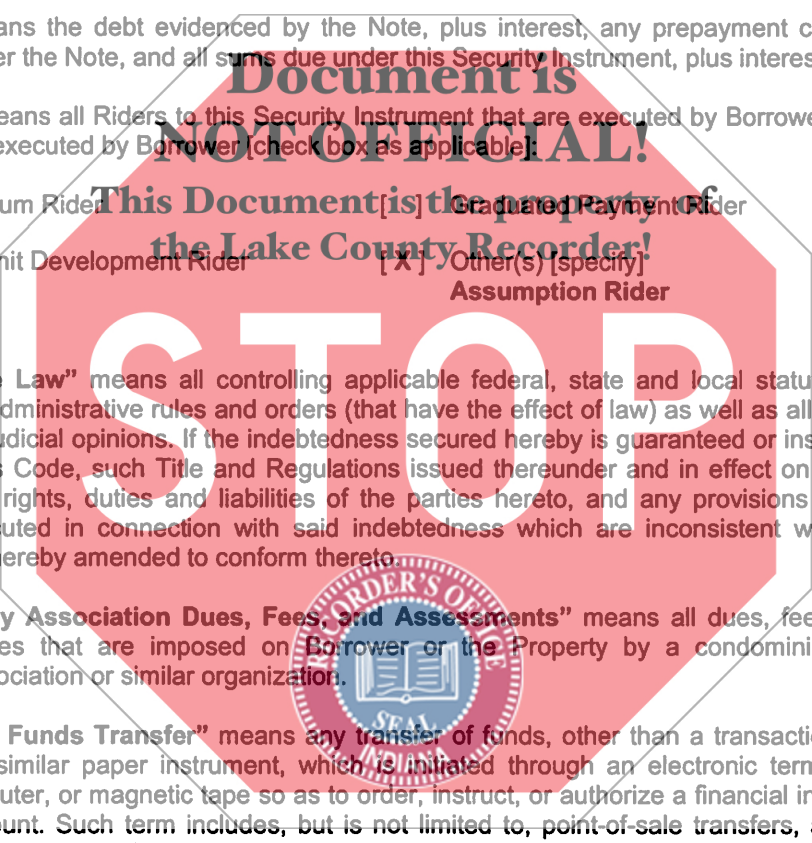 ans the debt evidenced by the Note, plus interest, any prepayment c
er the Note, and all sums due under this Security Instrument, plus interes
Document is
eans all Riders to this Security Instrument that are executed by Borrowe
NOT OFFICIAL!
executed by Borrower [check box as applicable]:
This Document is the property of
um Rider [ ] Graduated Payment Rider
the Lake County Recorder!
nit Development Rider [ X ] Other(s) [specify]
Assumption Rider
STOP
e Law” means all controlling applicable federal, state and local statu
dministrative rules and orders (that have the effect of law) as well as all
udicial opinions. If the indebtedness secured hereby is guaranteed or ins
s Code, such Title and Regulations issued thereunder and in effect on
rights, duties and liabilities of the parties hereto, and any provisions
uted in connection with said indebtedness which are inconsistent w
hereby amended to conform thereto.
RECORDER'S OFFICE
y Association Dues, Fees, and Assessments” means all dues, fee
es that are imposed on Borrower or the Property by a condomini
ociation or similar organization.
SEAL
INDIANA
Funds Transfer” means any transfer of funds, other than a transacti
similar paper instrument, which is initiated through an electronic term
uter, or magnetic tape so as to order, instruct, or authorize a financial in
ount. Such term includes, but is not limited to, point-of-sale transfers,